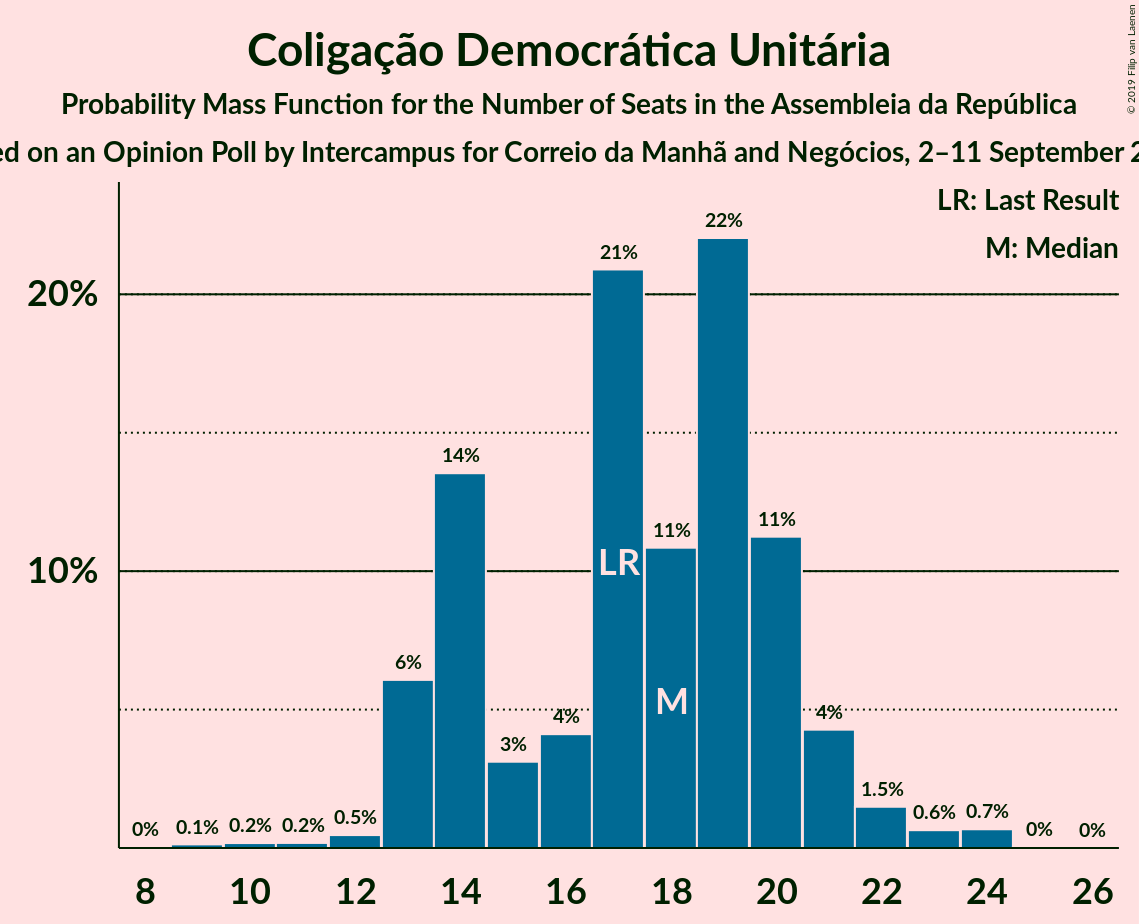 Coligação Democrática Unitária
Probability Mass Function for the Number of Seats in the Assembleia da República
ed on an Opinion Poll by Intercampus for Correio da Manhã and Negócios, 2–11 September 2
© 2019 Filip van Laenen
LR: Last Result
M: Median
20%
10%
0%
0.1%
0.2%
0.2%
0.5%
6%
14%
3%
4%
21%
11%
22%
11%
4%
1.5%
0.6%
0.7%
0%
0%
LR
M
8 10 12 14 16 18 20 22 24 26